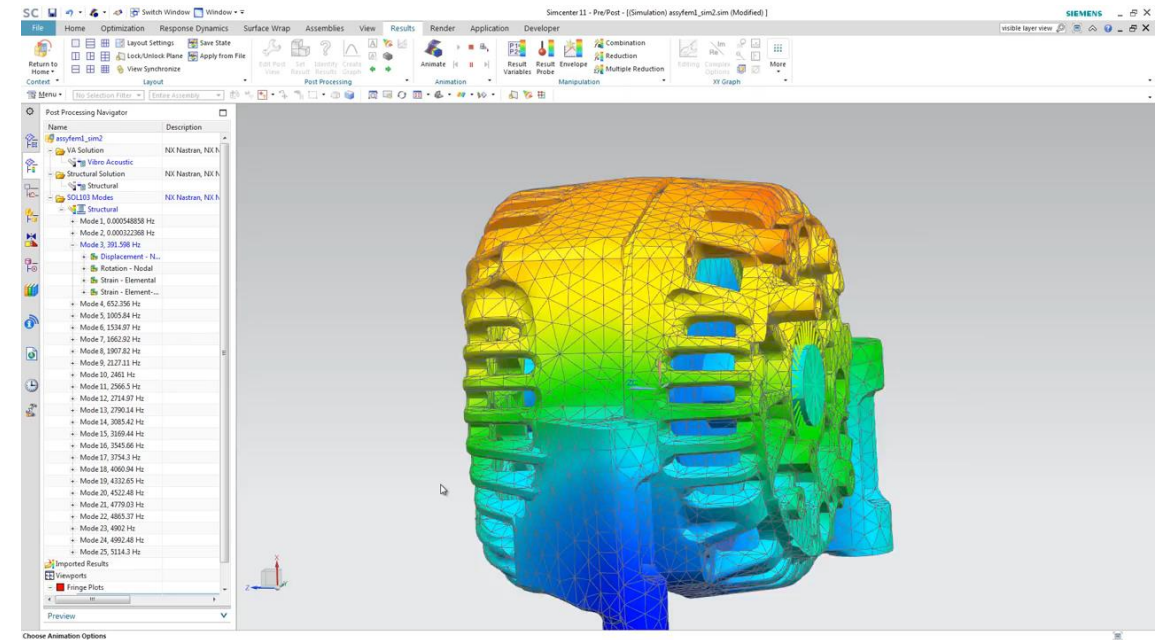 SC Switch Window Window Simcenter 11 - Pre/Post - [(Simulation) assyfem1_sim2.sim (Modified) ] SIEMENS
File Home Optimization Response Dynamics Surface Wrap Assemblies View Results Render Application Tools Developer visible layer view
Return to Home
Layout Settings Save State
Lock/Unlock Plane Apply from File
View Synchronize
Edit Post View Set Result Identity Results Create Graph
Animate
Result Variables Result Probe Envelope
Combination
Reduction
Multiple Reduction
Editing Complex Options
More
Context Layout Post Processing Animation Manipulation XY Graph
Menu No Selection Filter Entire Assembly
Post Processing Navigator
Name Description
assyfem1_sim2
VA Solution NX Nastran, NX N
Vibro Acoustic
Structural Solution NX Nastran, NX N
Structural
SOL103 Modes NX Nastran, NX N
Structural
Mode 1, 0.000548858 Hz
Mode 2, 0.000322368 Hz
Mode 3, 391.598 Hz
Displacement - N...
Rotation - Nodal
Strain - Elemental
Strain - Element-...
Mode 4, 652.356 Hz
Mode 5, 1005.84 Hz
Mode 6, 1534.97 Hz
Mode 7, 1662.92 Hz
Mode 8, 1907.82 Hz
Mode 9, 2127.11 Hz
Mode 10, 2461 Hz
Mode 11, 2566.5 Hz
Mode 12, 2714.97 Hz
Mode 13, 2790.14 Hz
Mode 14, 3085.42 Hz
Mode 15, 3169.44 Hz
Mode 16, 3545.66 Hz
Mode 17, 3754.3 Hz
Mode 18, 4060.94 Hz
Mode 19, 4332.65 Hz
Mode 20, 4522.48 Hz
Mode 21, 4779.03 Hz
Mode 22, 4865.37 Hz
Mode 23, 4902 Hz
Mode 24, 4992.48 Hz
Mode 25, 5114.3 Hz
Imported Results
Viewports
Fringe Plots
X
Z Y
Preview
Choose Animation Options